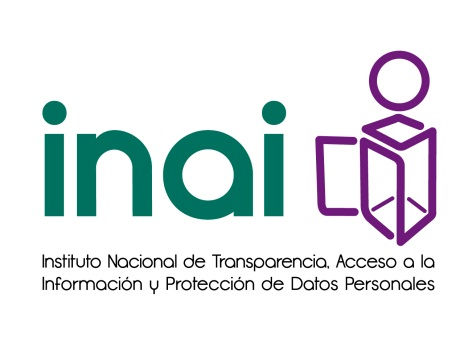 inai
Instituto Nacional de Transparencia, Acceso a la
Información y Protección de Datos Personales